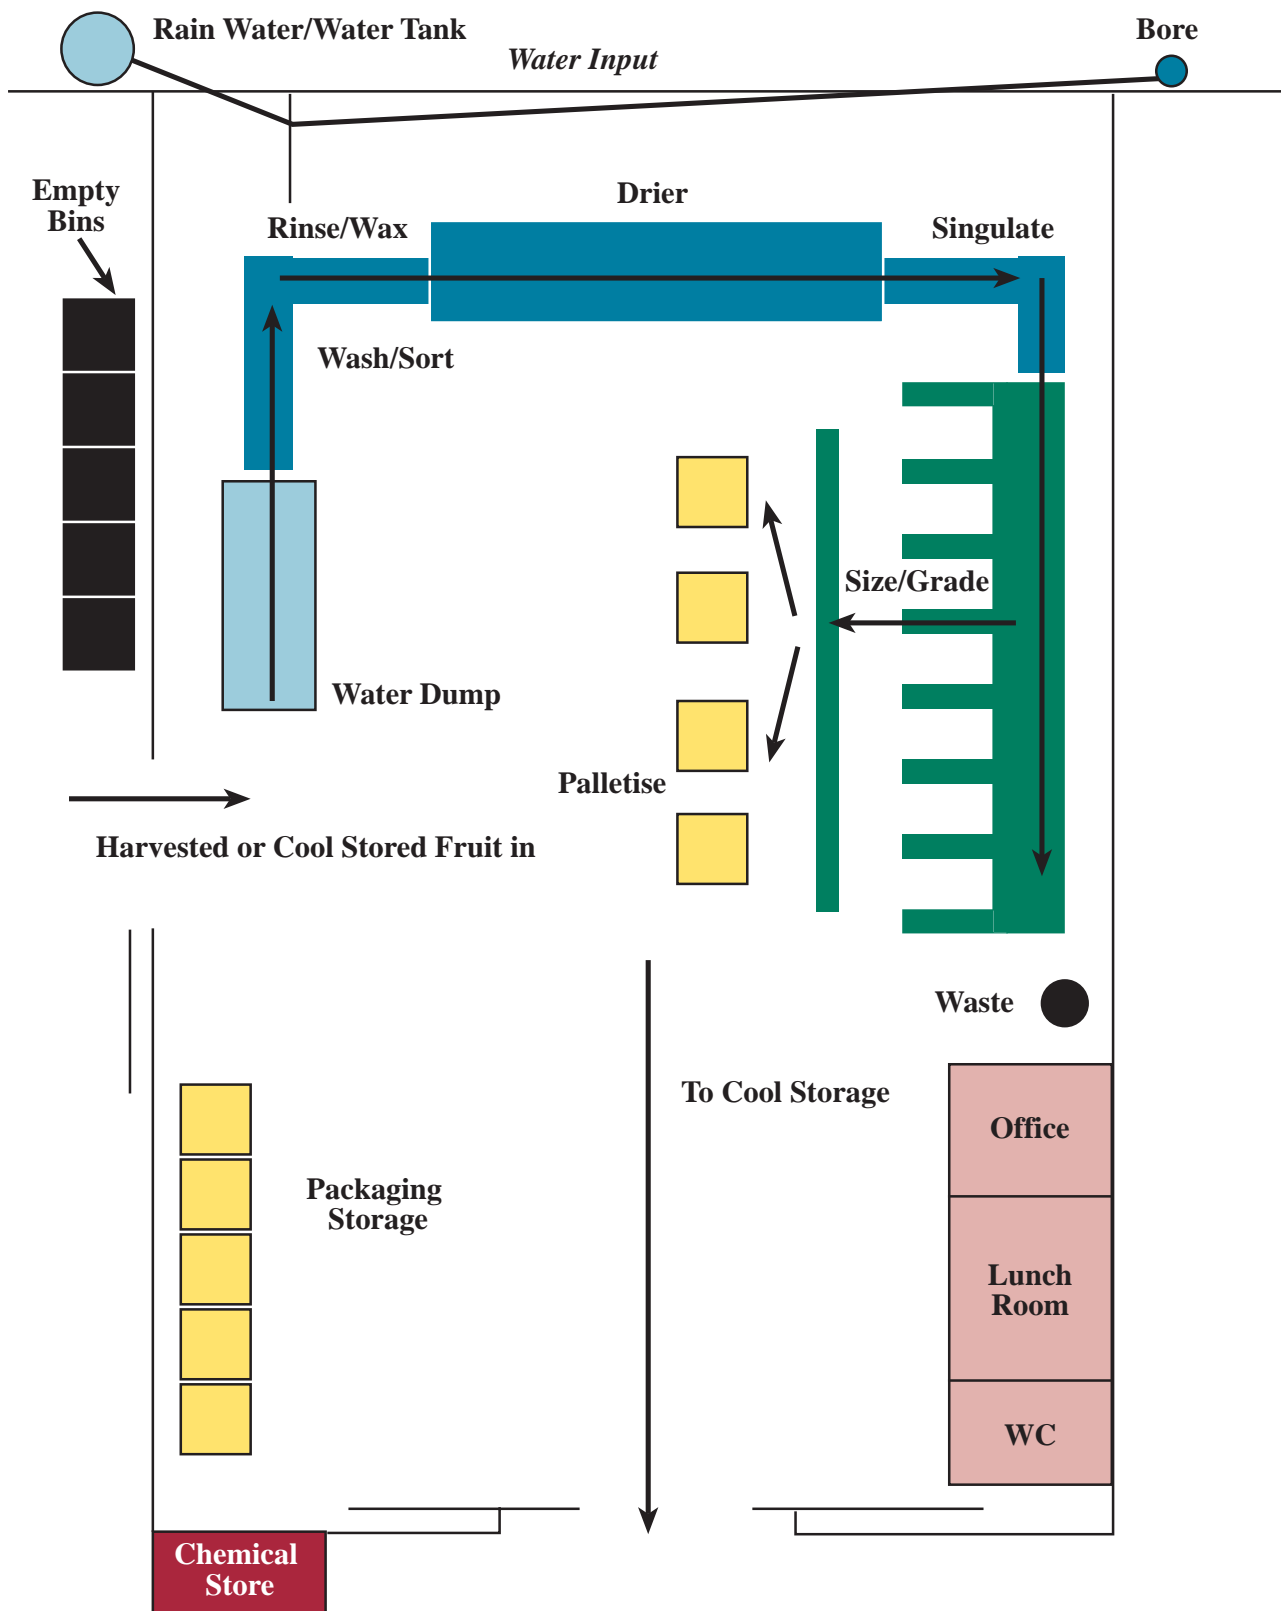 Rain Water/Water Tank
Water Input
Bore
Empty
Bins
Drier
Rinse/Wax
Singulate
Wash/Sort
Size/Grade
Water Dump
Palletise
Harvested or Cool Stored Fruit in
Waste
To Cool Storage
Office
Packaging
Storage
Lunch
Room
WC
Chemical
Store